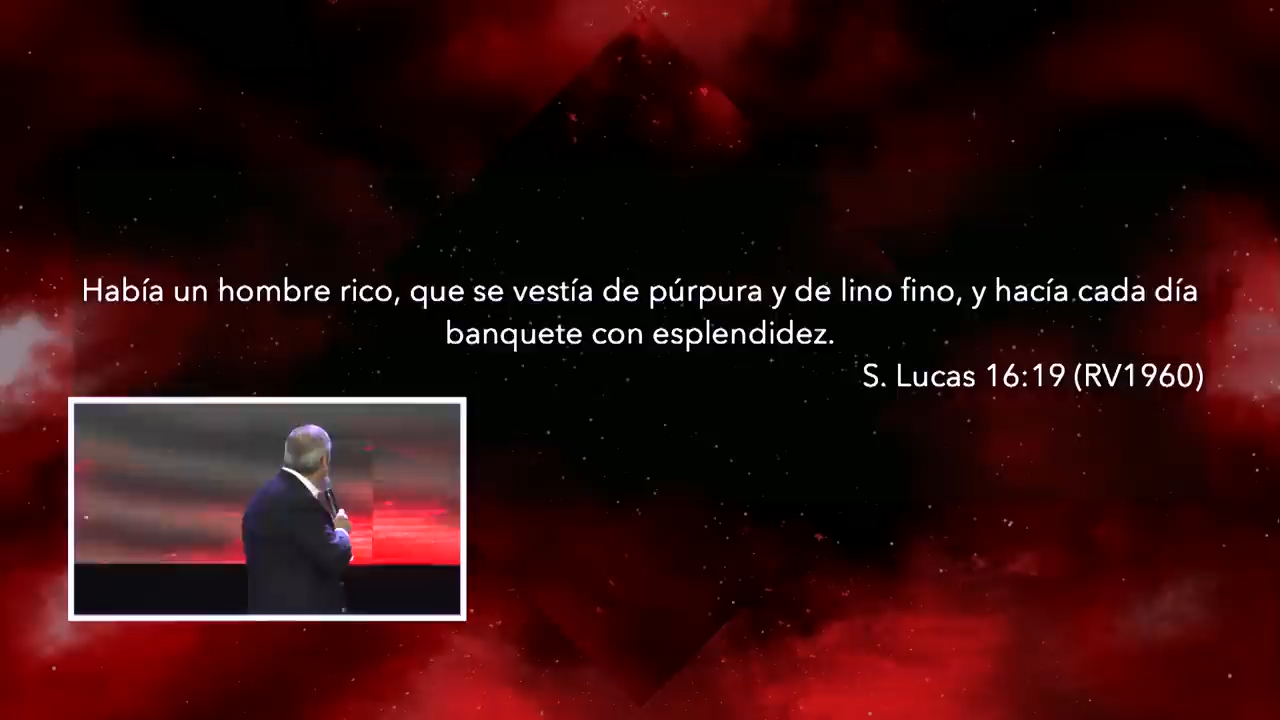 Había un hombre rico, que se vestía de púrpura y de lino fino, y hacía cada día
banquete con esplendidez.
S. Lucas 16:19 (RV1960)